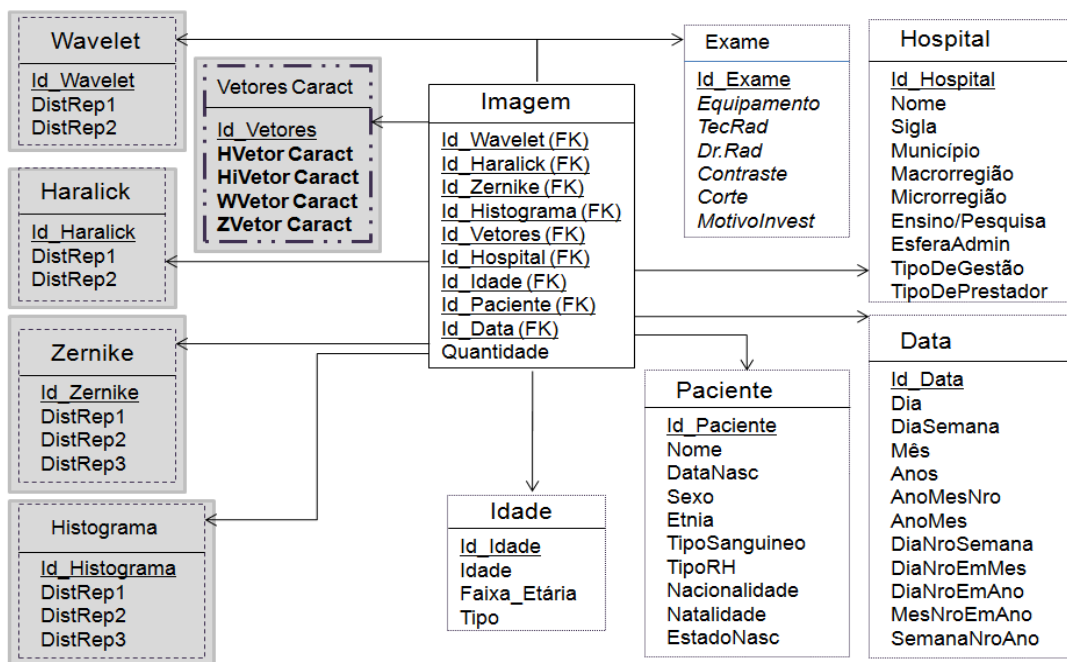 Wavelet
Id_Wavelet
DistRep1
DistRep2
Vetores Caract
Id_Vetores
HVetor Caract
HiVetor Caract
WVetor Caract
ZVetor Caract
Imagem
Id_Wavelet (FK)
Id_Haralick (FK)
Id_Zernike (FK)
Id_Histograma (FK)
Id_Vetores (FK)
Id_Hospital (FK)
Id_Idade (FK)
Id_Paciente (FK)
Id_Data (FK)
Quantidade
Exame
Id_Exame
Equipamento
TecRad
Dr.Rad
Contraste
Corte
MotivoInvest
Hospital
Id_Hospital
Nome
Sigla
Município
Macrorregião
Microrregião
Ensino/Pesquisa
EsferaAdmin
TipoDeGestão
TipoDePrestador
Haralick
Id_Haralick
DistRep1
DistRep2
Zernike
Id_Zernike
DistRep1
DistRep2
DistRep3
Histograma
Id_Histograma
DistRep1
DistRep2
DistRep3
Idade
Id_Idade
Idade
Faixa_Etária
Tipo
Paciente
Id_Paciente
Nome
DataNasc
Sexo
Etnia
TipoSanguineo
TipoRH
Nacionalidade
Natalidade
EstadoNasc
Data
Id_Data
Dia
DiaSemana
Mês
Anos
AnoMesNro
AnoMes
DiaNroSemana
DiaNroEmMes
DiaNroEmAno
MesNroEmAno
SemanaNroAno